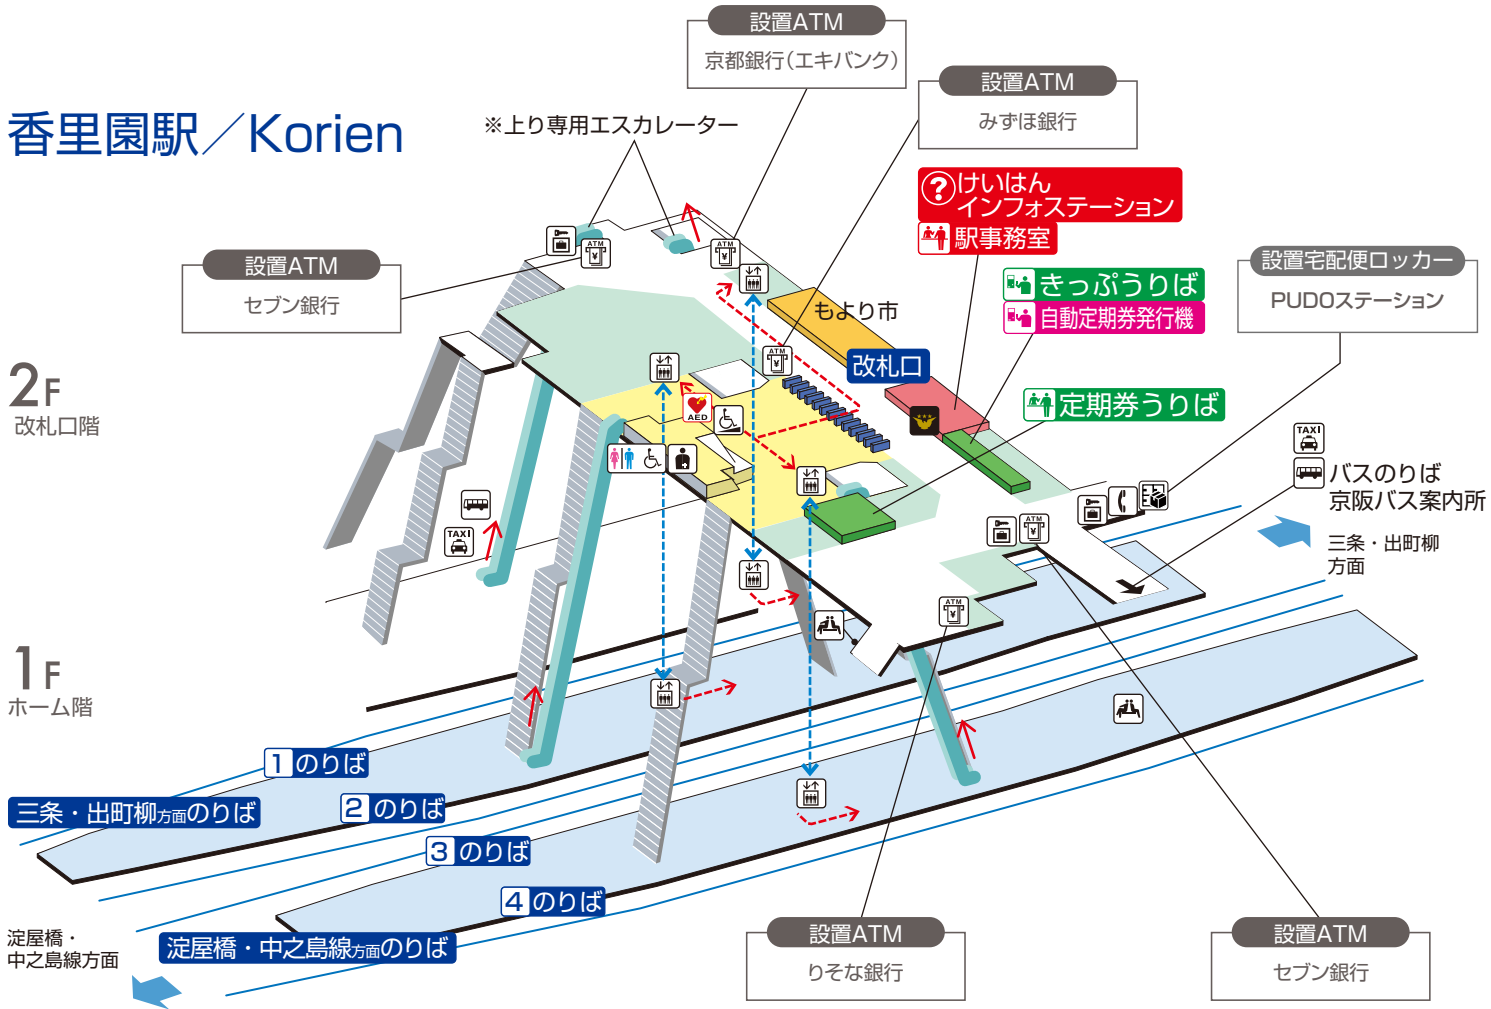 設置ATM
京都銀行(エキバンク)
設置ATM
みずほ銀行
香里園駅／Korien
※上り専用エスカレーター
?けいはん
インフォステーション
駅事務室
設置ATM
セブン銀行
ATM
ATM
設置宅配便ロッカー
PUDOステーション
きっぷうりば
自動定期券発行機
もより市
改札口
ATM
2F
改札口階
AED
定期券うりば
TAXI
バスのりば
京阪バス案内所
TAXI
ATM
三条・出町柳
方面
ATM
1F
ホーム階
1のりば
三条・出町柳方面のりば
2のりば
3のりば
4のりば
淀屋橋・
中之島線方面
淀屋橋・中之島線方面のりば
設置ATM
りそな銀行
設置ATM
セブン銀行